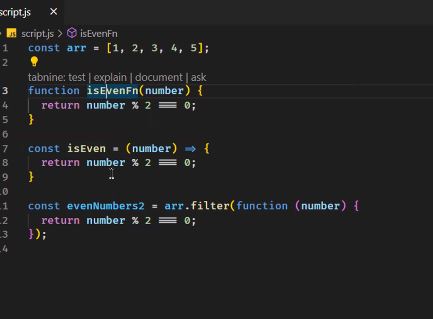 script.js ×
JS script.js > isEvenFn
1 const arr = [1, 2, 3, 4, 5];
2
tabnine: test | explain | document | ask
3 function isEvenFn(number) {
4 return number % 2 === 0;
5 }
6
7 const isEven = (number) => {
8 return number % 2 === 0;
9 }
10
11 const evenNumbers2 = arr.filter(function (number) {
12 return number % 2 === 0;
13 });
14